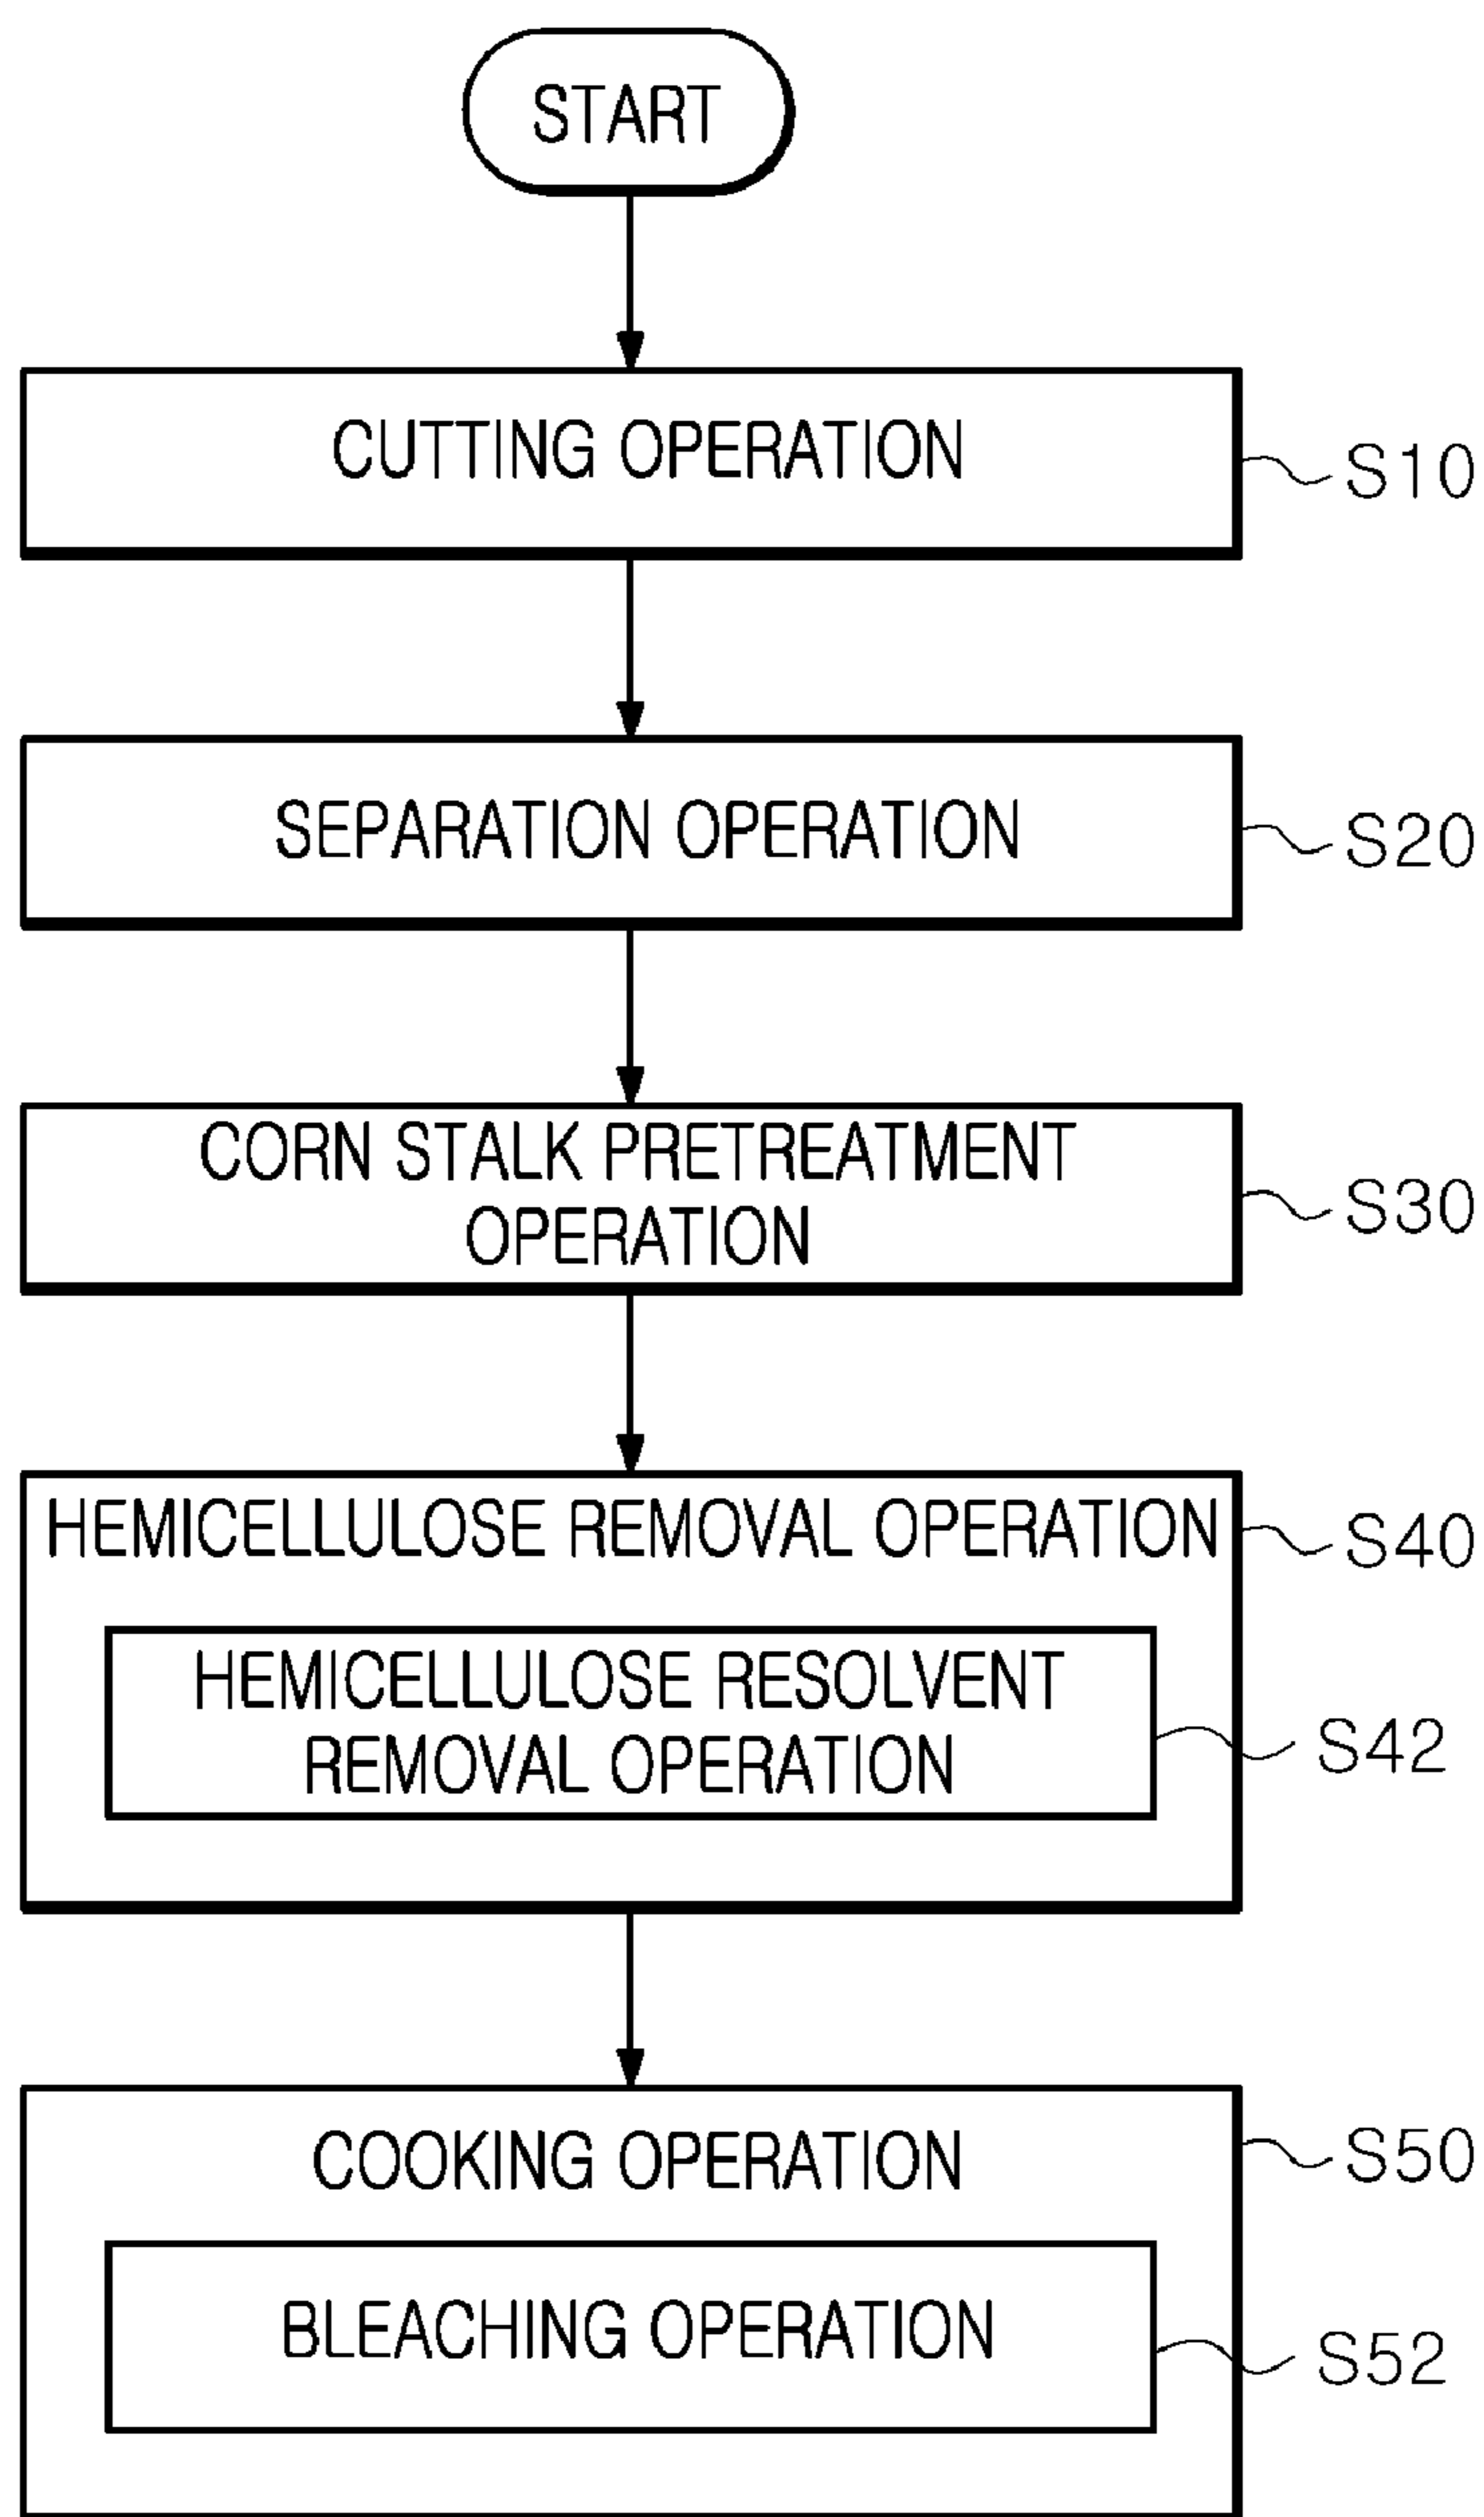 START
CUTTING OPERATION
S10
SEPARATION OPERATION
S20
CORN STALK PRETREATMENT
OPERATION
S30
HEMICELLULOSE REMOVAL OPERATION
S40
HEMICELLULOSE RESOLVENT
REMOVAL OPERATION
S42
COOKING OPERATION
S50
BLEACHING OPERATION
S52